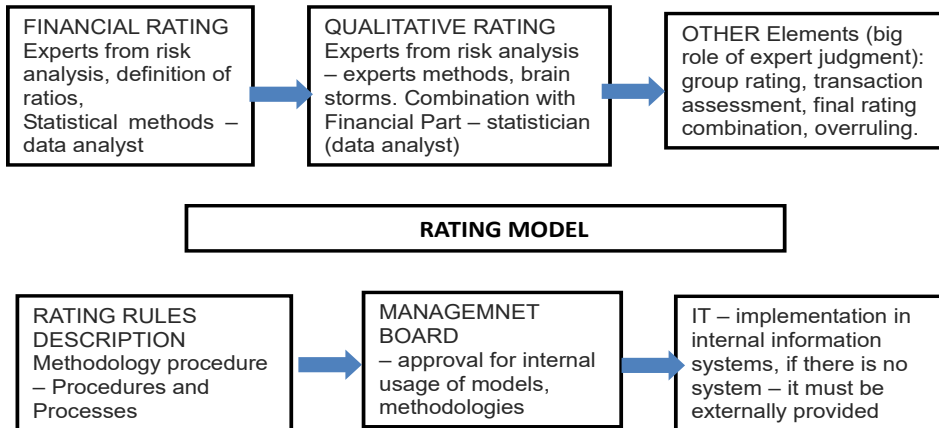 FINANCIAL RATING
Experts from risk
analysis, definition of
ratios,
Statistical methods –
data analyst
QUALITATIVE RATING
Experts from risk analysis
– experts methods, brain
storms. Combination with
Financial Part – statistician
(data analyst)
OTHER Elements (big
role of expert judgment):
group rating, transaction
assessment, final rating
combination, overruling.
RATING MODEL
RATING RULES
DESCRIPTION
Methodology procedure
– Procedures and
Processes
MANAGEMNET
BOARD
– approval for internal
usage of models,
methodologies
IT – implementation in
internal information
systems, if there is no
system – it must be
externally provided